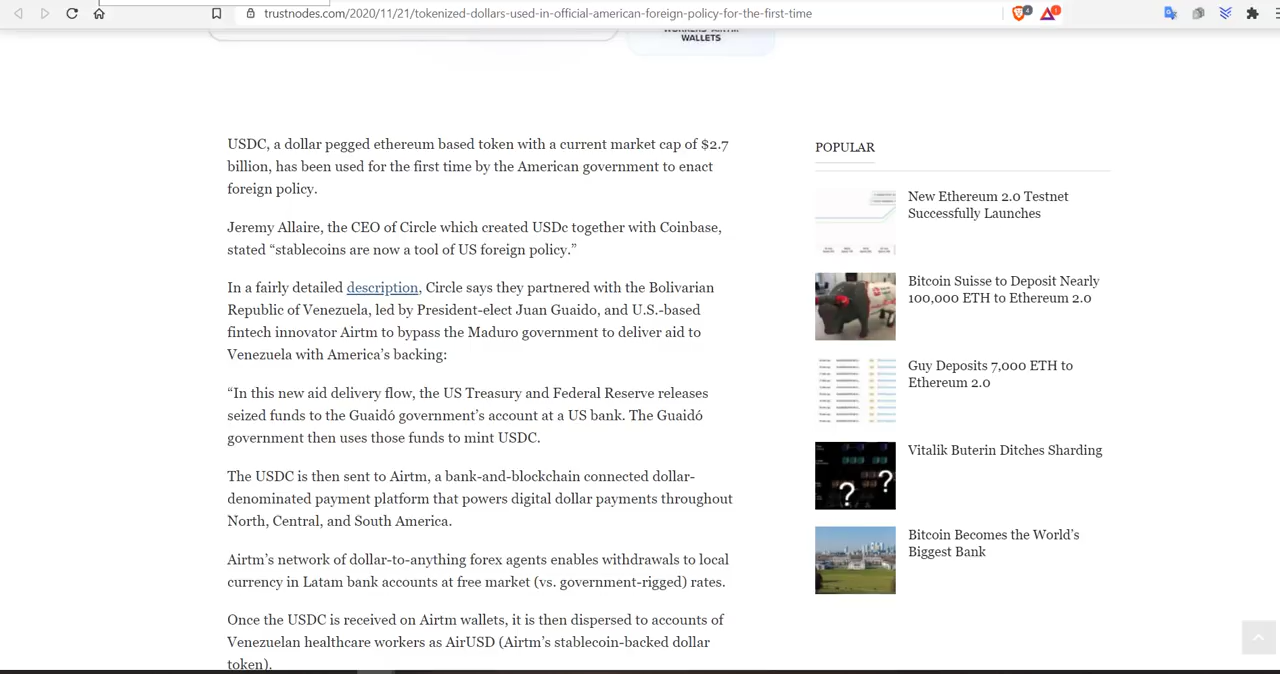 trustnodes.com/2020/11/21/tokenized-dollars-used-in-official-american-foreign-policy-for-the-first-time
WALLETS
USDC, a dollar pegged ethereum based token with a current market cap of $2.7
billion, has been used for the first time by the American government to enact
foreign policy.
Jeremy Allaire, the CEO of Circle which created USDc together with Coinbase,
stated “stablecoins are now a tool of US foreign policy.”
In a fairly detailed description, Circle says they partnered with the Bolivarian
Republic of Venezuela, led by President-elect Juan Guaido, and U.S.-based
fintech innovator Airtm to bypass the Maduro government to deliver aid to
Venezuela with America’s backing:
“In this new aid delivery flow, the US Treasury and Federal Reserve releases
seized funds to the Guaidó government’s account at a US bank. The Guaidó
government then uses those funds to mint USDC.
The USDC is then sent to Airtm, a bank-and-blockchain connected dollar-
denominated payment platform that powers digital dollar payments throughout
North, Central, and South America.
Airtm’s network of dollar-to-anything forex agents enables withdrawals to local
currency in Latam bank accounts at free market (vs. government-rigged) rates.
Once the USDC is received on Airtm wallets, it is then dispersed to accounts of
Venezuelan healthcare workers as AirUSD (Airtm’s stablecoin-backed dollar
token).
POPULAR
New Ethereum 2.0 Testnet
Successfully Launches
Bitcoin Suisse to Deposit Nearly
100,000 ETH to Ethereum 2.0
Guy Deposits 7,000 ETH to
Ethereum 2.0
Vitalik Buterin Ditches Sharding
Bitcoin Becomes the World’s
Biggest Bank